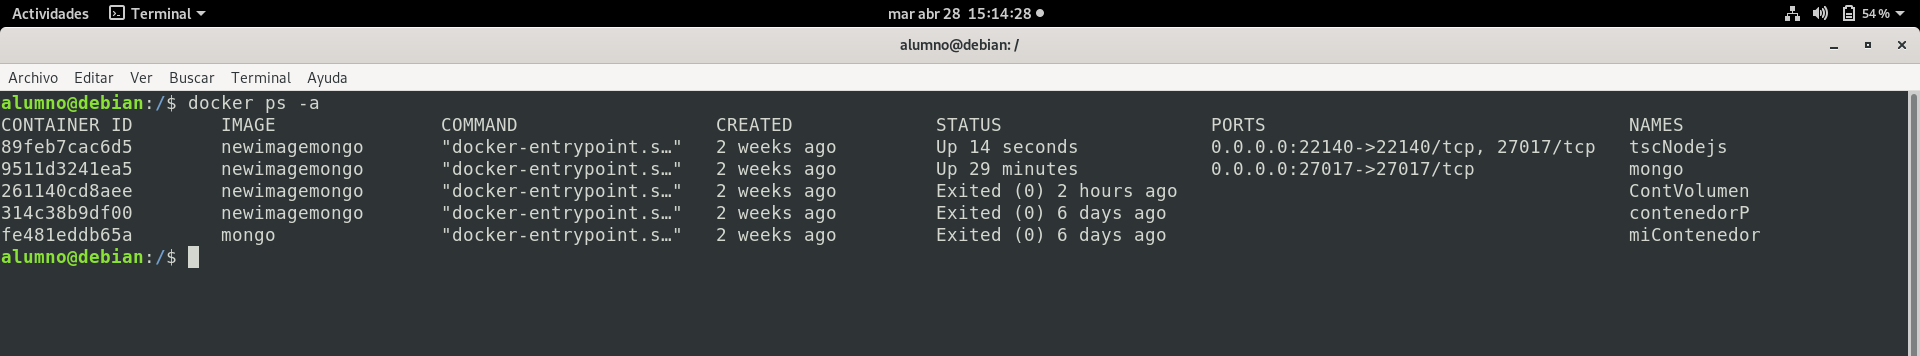 Actividades Terminal mar abr 28 15:14:28 54 %
alumno@debian: /
Archivo Editar Ver Buscar Terminal Ayuda
alumno@debian:/$ docker ps -a
CONTAINER ID IMAGE COMMAND CREATED STATUS PORTS NAMES
89feb7cac6d5 newimagemongo "docker-entrypoint.s…" 2 weeks ago Up 14 seconds 0.0.0.0:22140->22140/tcp, 27017/tcp tscNodejs
9511d3241ea5 newimagemongo "docker-entrypoint.s…" 2 weeks ago Up 29 minutes 0.0.0.0:27017->27017/tcp mongo
261140cd8aee newimagemongo "docker-entrypoint.s…" 2 weeks ago Exited (0) 2 hours ago ContVolumen
314c38b9df00 newimagemongo "docker-entrypoint.s…" 2 weeks ago Exited (0) 6 days ago contenedorP
fe481eddb65a mongo "docker-entrypoint.s…" 2 weeks ago Exited (0) 6 days ago miContenedor
alumno@debian:/$